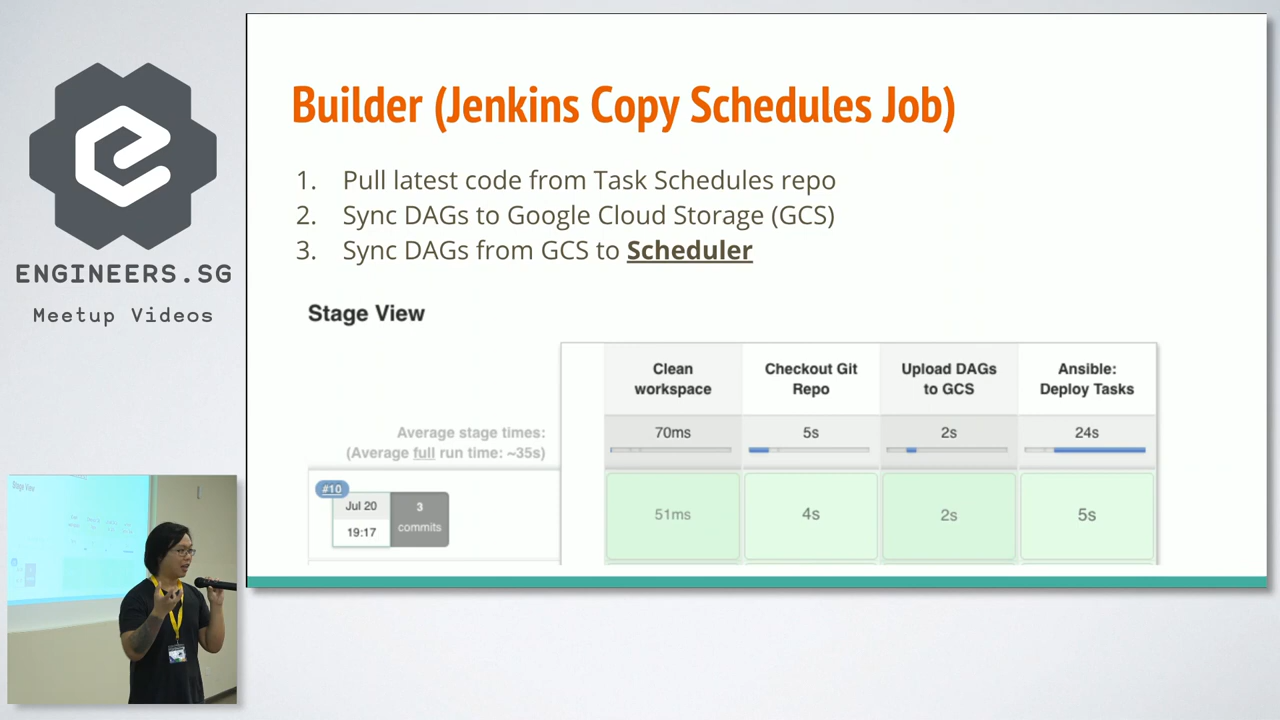 ENGINEERS.SG
Meetup Videos
Builder (Jenkins Copy Schedules Job)
1. Pull latest code from Task Schedules repo
2. Sync DAGs to Google Cloud Storage (GCS)
3. Sync DAGs from GCS to Scheduler
Stage View
Clean workspace
Checkout Git Repo
Upload DAGs to GCS
Ansible: Deploy Tasks
Average stage times:
(Average full run time: ~35s)
70ms
5s
2s
24s
#10
Jul 20
19:17
3
commits
51ms
4s
2s
5s